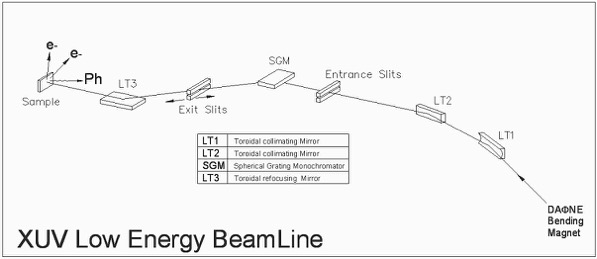 e-
e-
Ph
Sample
LT3
Exit Slits
SGM
Entrance Slits
LT2
LT1
LT1 Toroidal collimating Mirror
LT2 Toroidal collimating Mirror
SGM Spherical Grating Monochromator
LT3 Toroidal refocusing Mirror
DAΦNE
Bending
Magnet
XUV Low Energy BeamLine